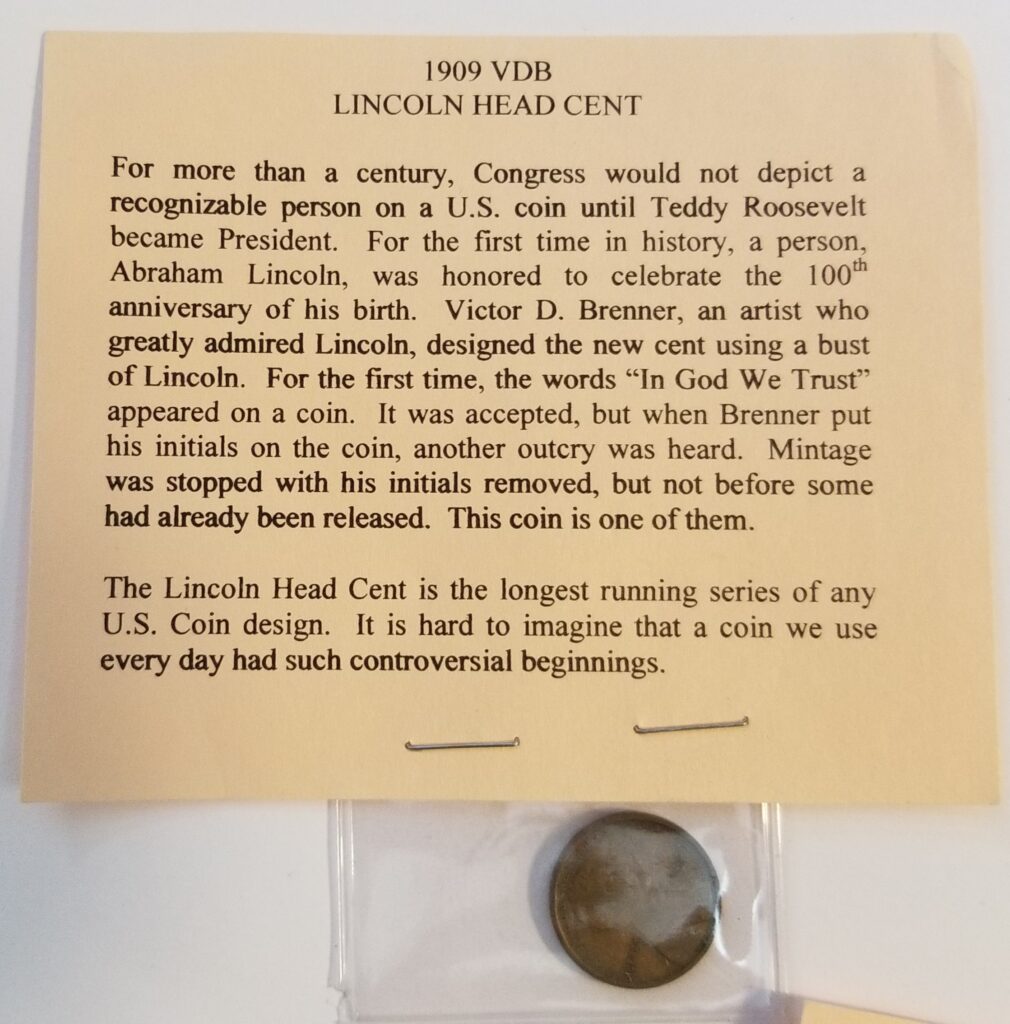 1909 VDB
LINCOLN HEAD CENT
For more than a century, Congress would not depict a
recognizable person on a U.S. coin until Teddy Roosevelt
became President. For the first time in history, a person,
Abraham Lincoln, was honored to celebrate the 100th
anniversary of his birth. Victor D. Brenner, an artist who
greatly admired Lincoln, designed the new cent using a bust
of Lincoln. For the first time, the words “In God We Trust”
appeared on a coin. It was accepted, but when Brenner put
his initials on the coin, another outcry was heard. Mintage
was stopped with his initials removed, but not before some
had already been released. This coin is one of them.
The Lincoln Head Cent is the longest running series of any
U.S. Coin design. It is hard to imagine that a coin we use
every day had such controversial beginnings.